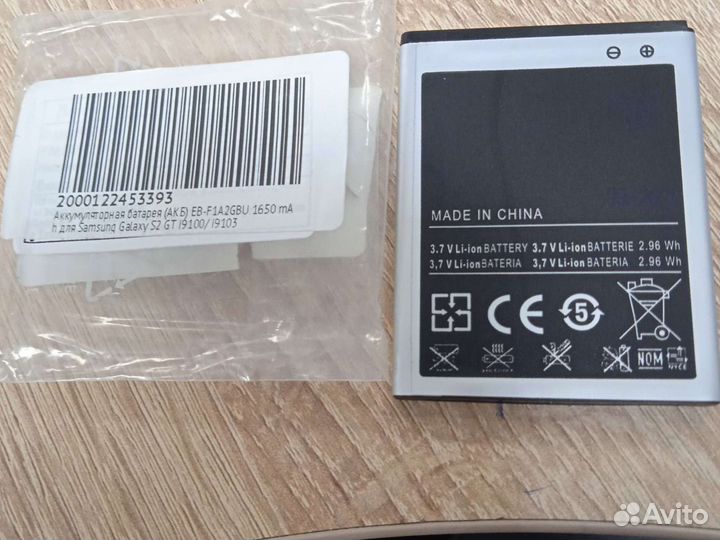 2000122453393
Аккумуляторная батарея (АКБ) EB-F1A2GBU 1650 mA
h для Samsung Galaxy S2 GT i9100/ i9103
MADE IN CHINA
3.7 V Li-ion BATTERY 3.7 V Li-ion BATTERIE 2.96 Wh
3,7 V Li-ion BATERIA 3,7 V Li-ion BATERIA 2.96 Wh
CE
5
NOM
NYCE
Avito